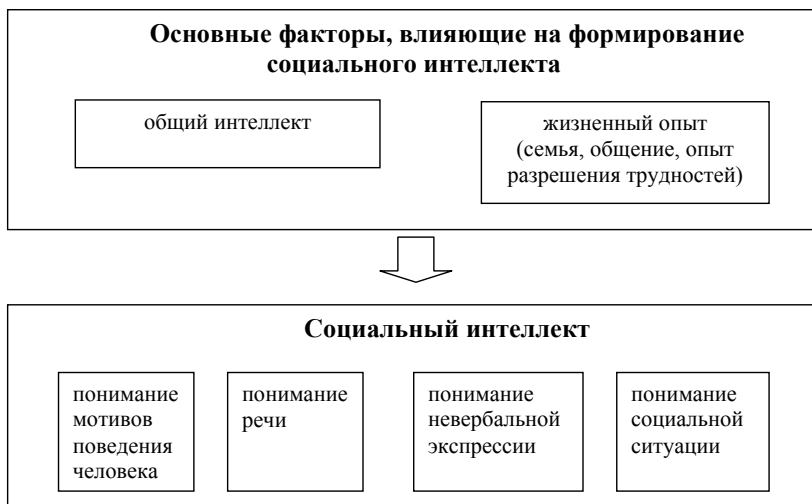 Основные факторы, влияющие на формирование
социального интеллекта
общий интеллект
жизненный опыт
(семья, общение, опыт
разрешения трудностей)
Социальный интеллект
понимание
мотивов
поведения
человека
понимание
речи
понимание
невербальной
экспрессии
понимание
социальной
ситуации